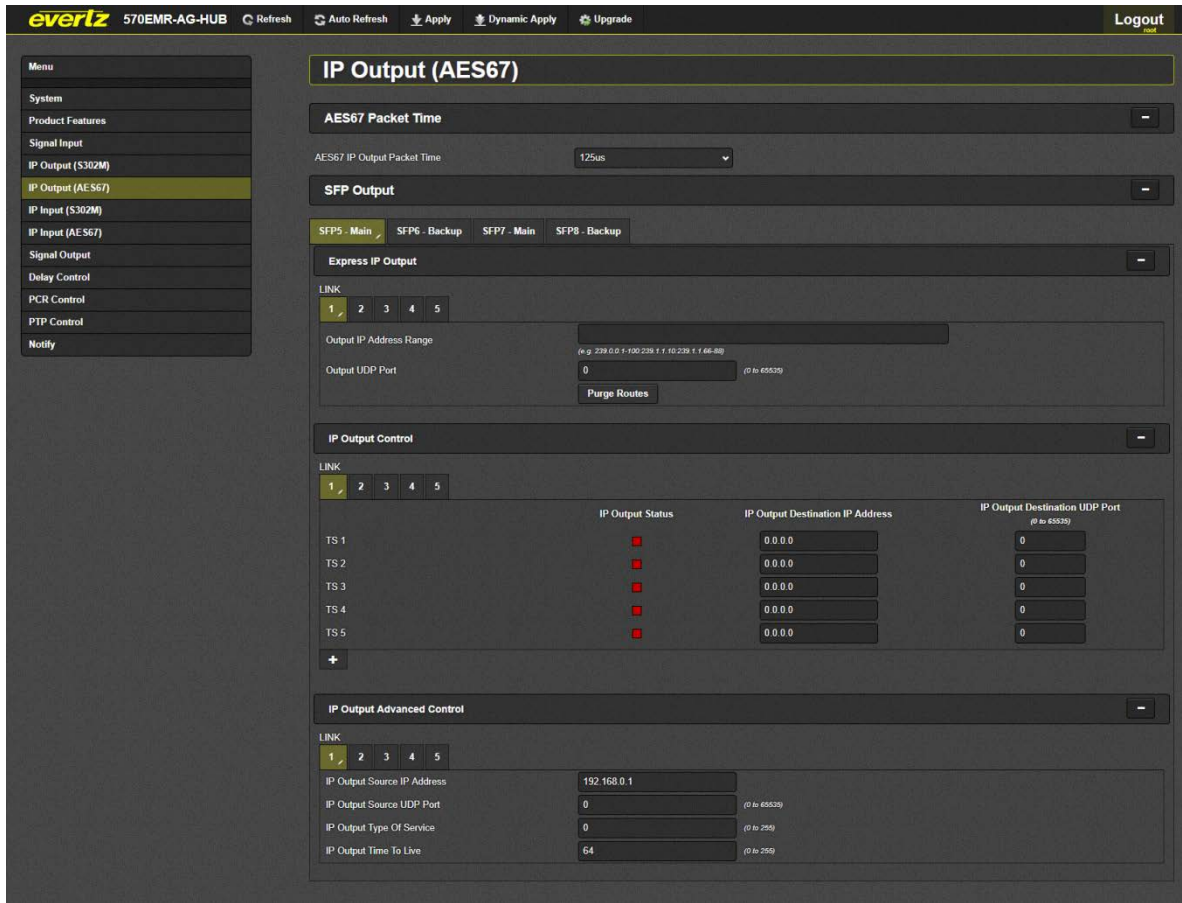 evertz 570EMR-AG-HUB Refresh Auto Refresh Apply Dynamic Apply Upgrade Logout
root
Menu
System
Product Features
Signal Input
IP Output (S302M)
IP Output (AES67)
IP Input (S302M)
IP Input (AES67)
Signal Output
Delay Control
PCR Control
PTP Control
Notify
IP Output (AES67)
AES67 Packet Time
AES67 IP Output Packet Time 125us
SFP Output
SFP5 - Main SFP6 - Backup SFP7 - Main SFP8 - Backup
Express IP Output
LINK
1 2 3 4 5
Output IP Address Range
(e.g. 239.0.0.1-100:239.1.1.10:239.1.1.66-88)
Output UDP Port 0 (0 to 65535)
Purge Routes
IP Output Control
LINK
1 2 3 4 5
IP Output Status IP Output Destination IP Address IP Output Destination UDP Port
(0 to 65535)
TS 1 0.0.0.0 0
TS 2 0.0.0.0 0
TS 3 0.0.0.0 0
TS 4 0.0.0.0 0
TS 5 0.0.0.0 0
+
IP Output Advanced Control
LINK
1 2 3 4 5
IP Output Source IP Address 192.168.0.1
IP Output Source UDP Port 0 (0 to 65535)
IP Output Type Of Service 0 (0 to 255)
IP Output Time To Live 64 (0 to 255)